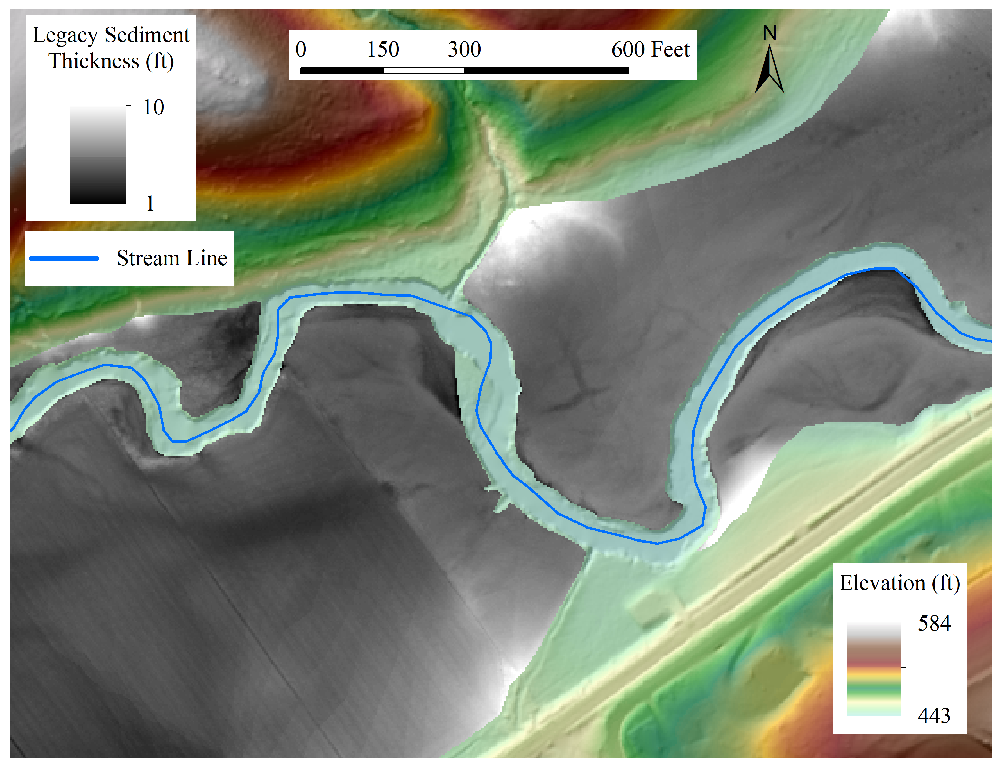 Legacy Sediment
Thickness (ft)
10
1
Stream Line
0 150 300 600 Feet
N
Elevation (ft)
584
443